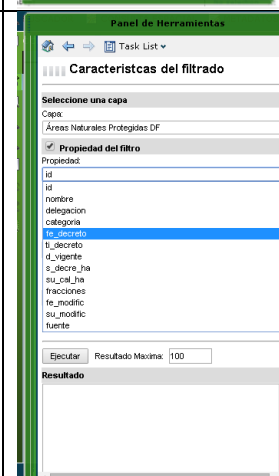 Panel de Herramientas
Task List
Caracteristcas del filtrado
Seleccione una capa
Capa:
Áreas Naturales Protegidas DF
Propiedad del filtro
Propiedad:
id
id
nombre
delegacion
categoria
fe_decreto
ti_decreto
d_vigente
s_decre_ha
su_cal_ha
fracciones
fe_modific
su_modific
fuente
Ejecutar Resultado Maxima: 100
Resultado